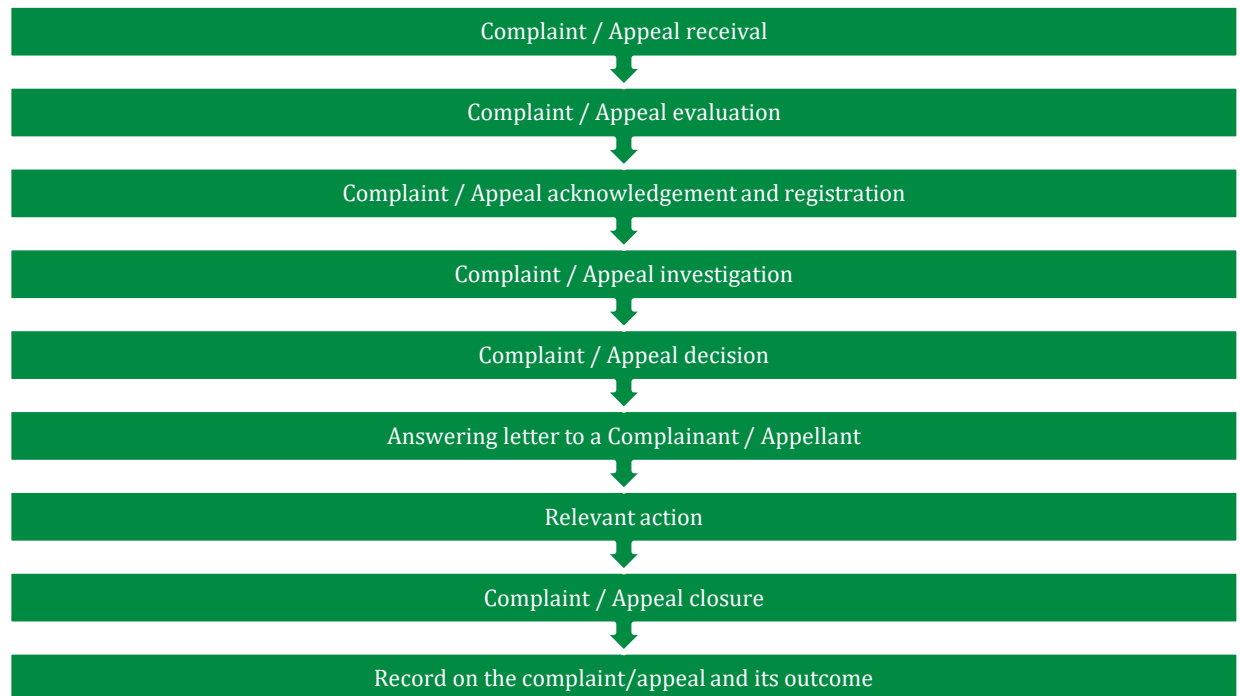 Complaint / Appeal receival
Complaint / Appeal evaluation
Complaint / Appeal acknowledgement and registration
Complaint / Appeal investigation
Complaint / Appeal decision
Answering letter to a Complainant / Appellant
Relevant action
Complaint / Appeal closure
Record on the complaint/appeal and its outcome